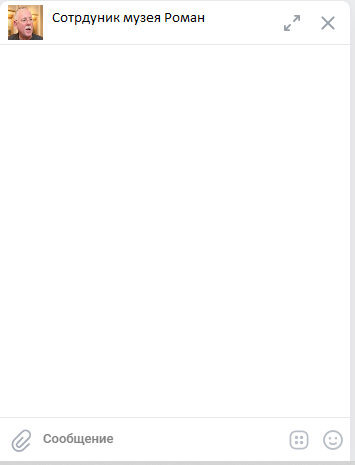 Сотрдуник музея Роман
Сообщение